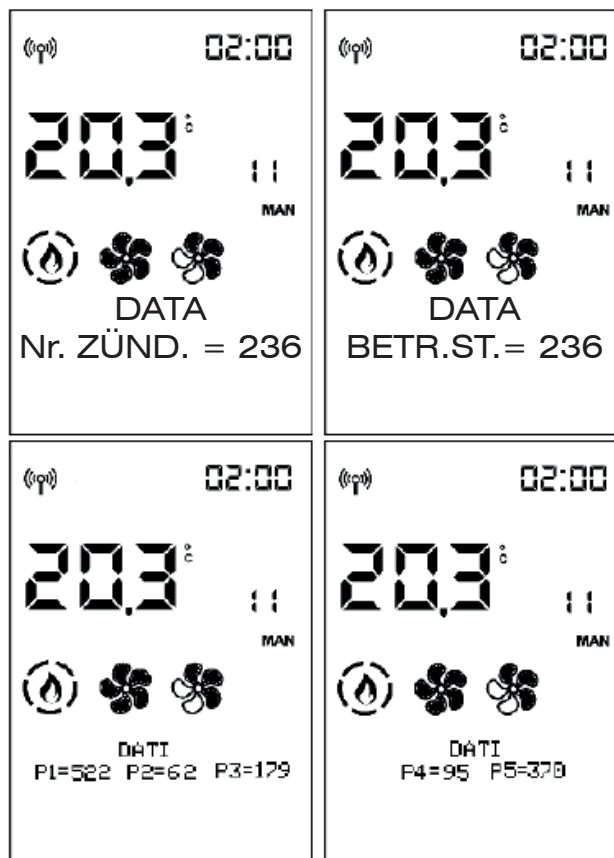 02:00
20.3 °C
11
MAN
DATA
Nr. ZÜND. = 236
02:00
20.3 °C
11
MAN
DATA
BETR.ST.= 236
02:00
20.3 °C
11
MAN
DATI
P1=522 P2=62 P3=179
02:00
20.3 °C
11
MAN
DATI
P4=95 P5=370